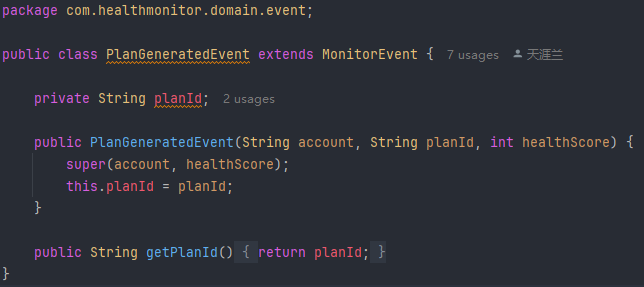 package com.healthmonitor.domain.event;
public class PlanGeneratedEvent extends MonitorEvent { 7 usages 天涯兰
private String planId; 2 usages
public PlanGeneratedEvent(String account, String planId, int healthScore) {
super(account, healthScore);
this.planId = planId;
}
public String getPlanId() { return planId; }
}